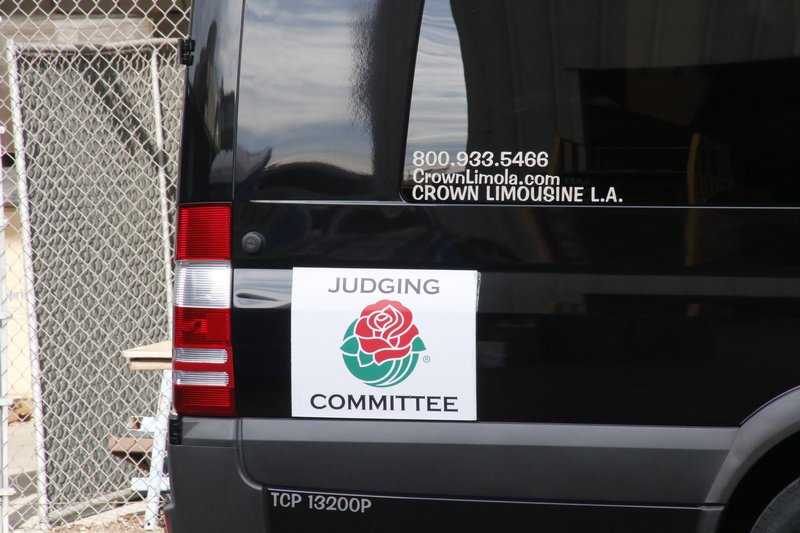 800.933.5466
CrownLimola.com
CROWN LIMOUSINE L.A.
JUDGING
®
COMMITTEE
TCP 13200P